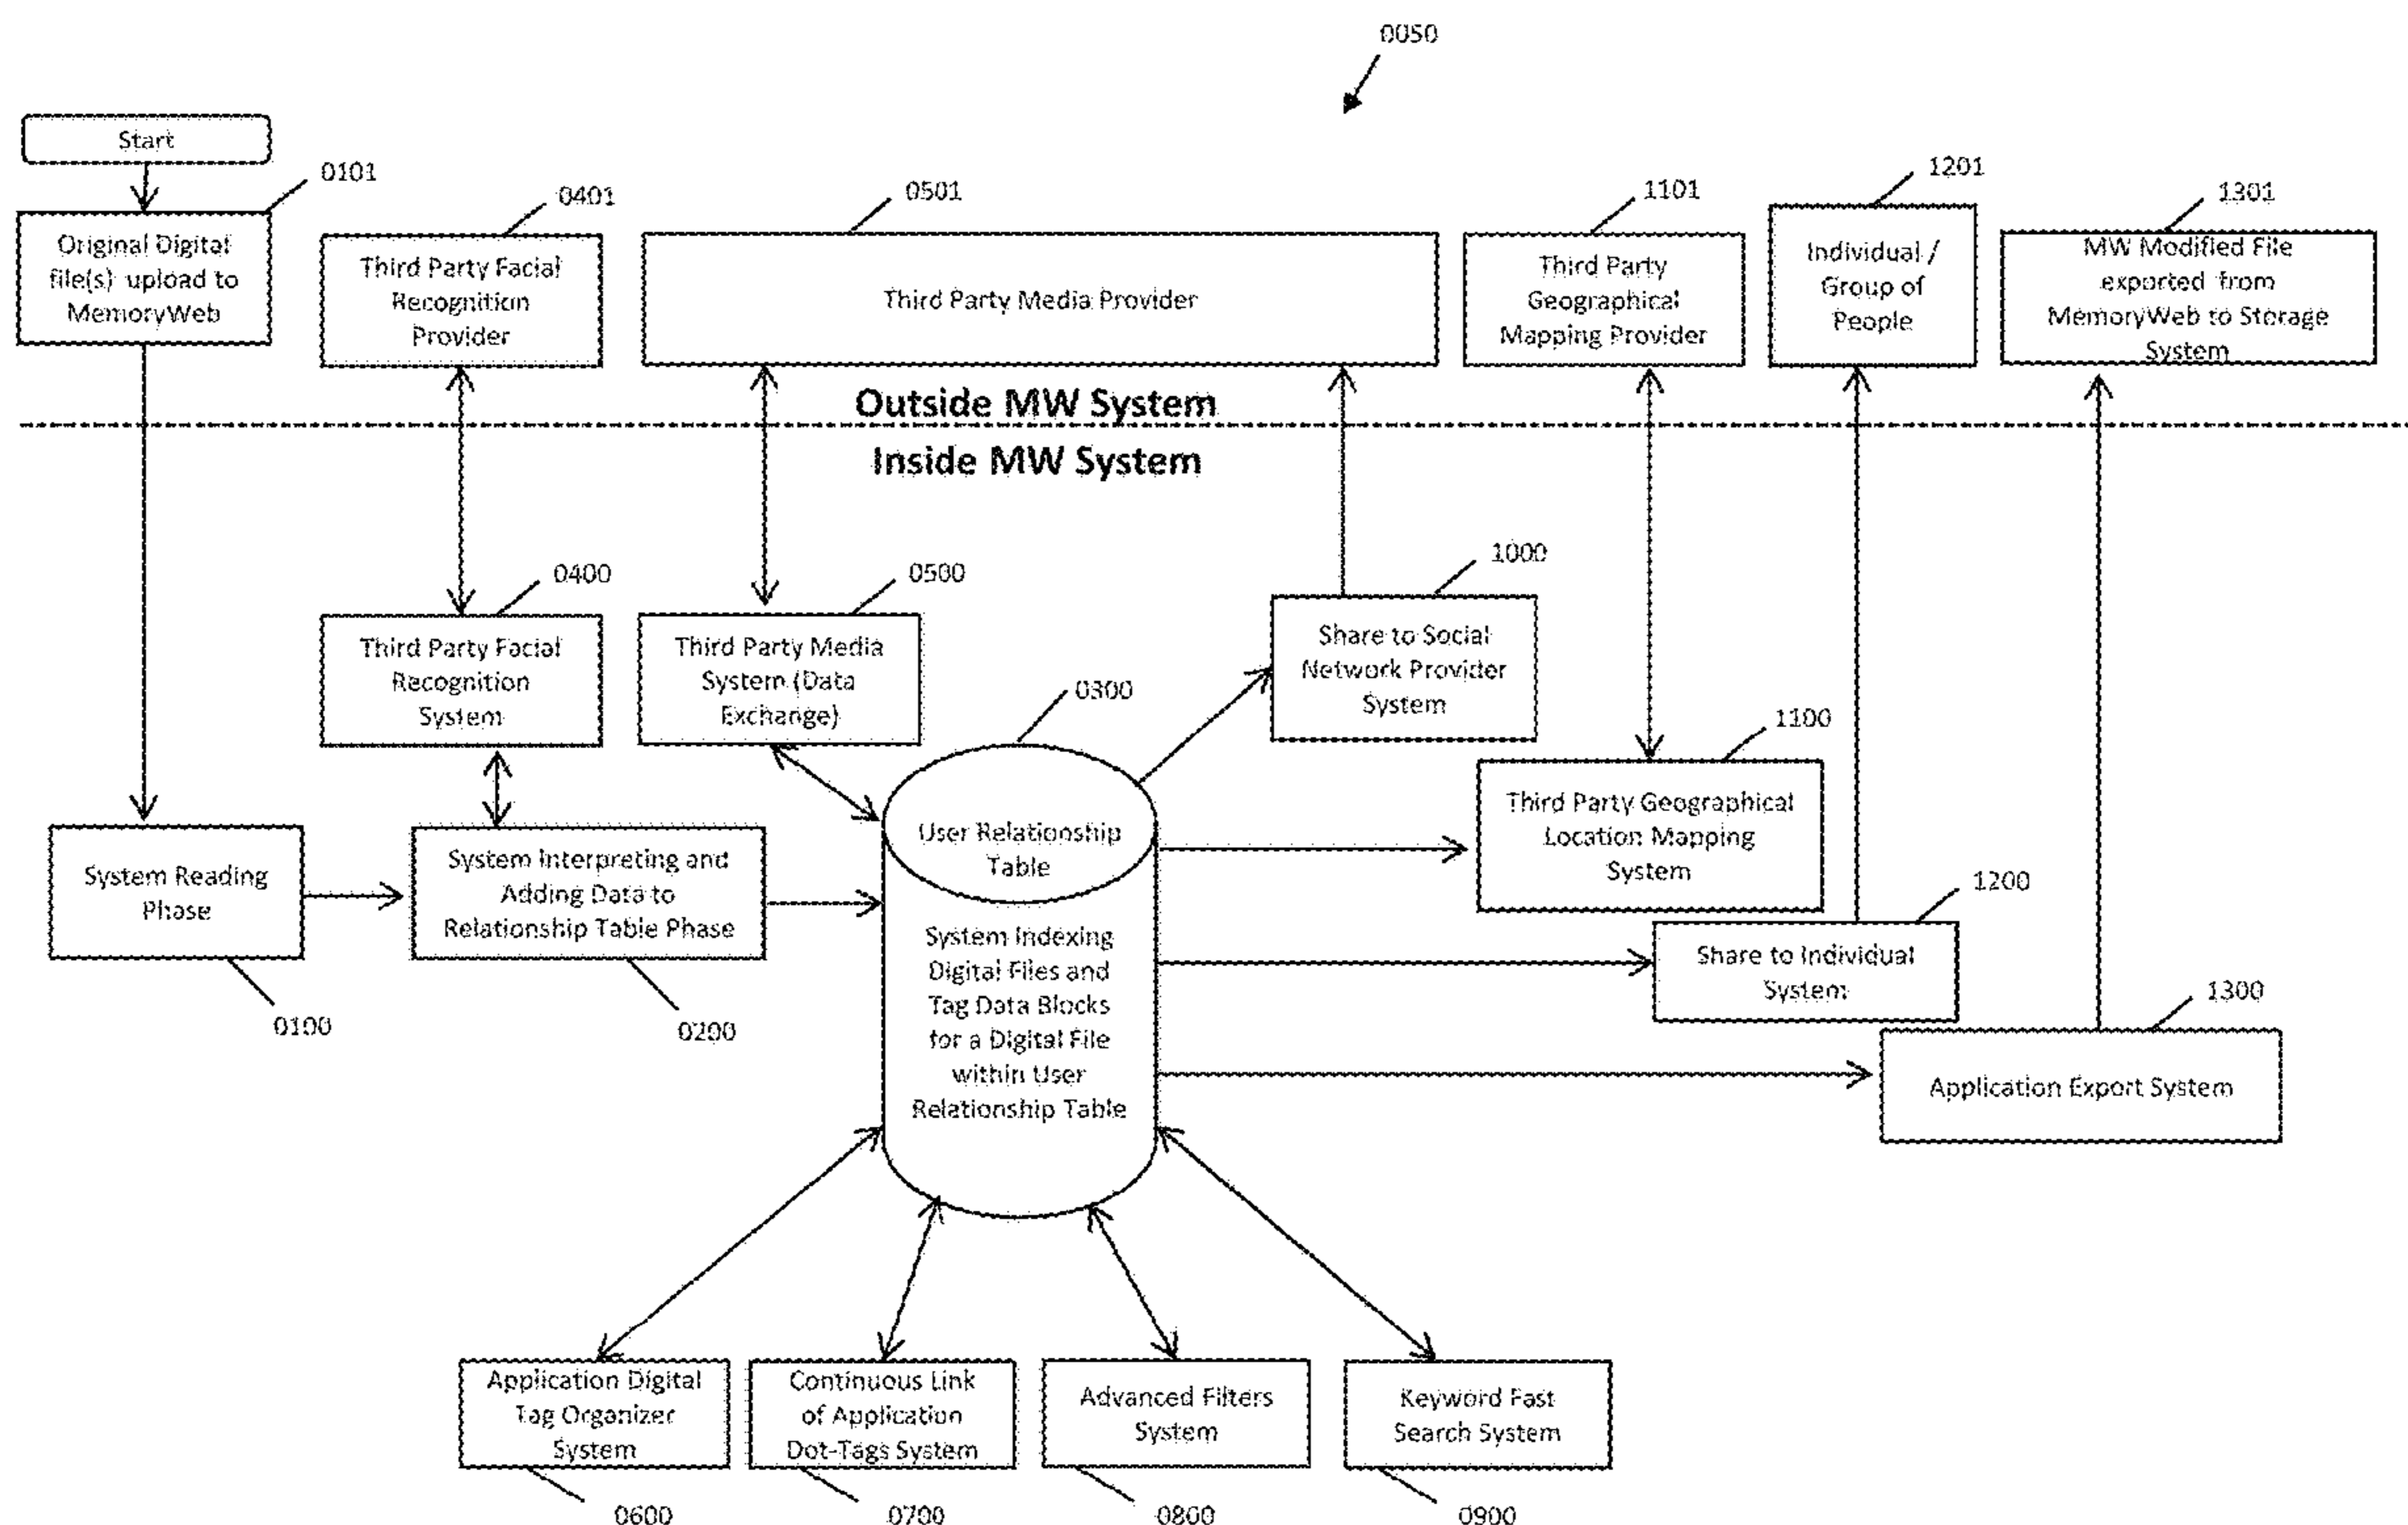 0050
Start
0101
0401
0501
1101
1201
1301
Original Digital
file(s) upload to
MemoryWeb
Third Party Facial
Recognition
Provider
Third Party Media Provider
Third Party
Geographical
Mapping Provider
Individual /
Group of
People
MW Modified File
exported from
MemoryWeb to Storage
System
Outside MW System
Inside MW System
0400
0500
1000
Third Party Facial
Recognition
System
Third Party Media
System (Data
Exchange)
0300
Share to Social
Network Provider
System
1100
System Reading
Phase
System Interpreting and
Adding Data to
Relationship Table Phase
User Relationship
Table
Third Party Geographical
Location Mapping
System
1200
0100
0200
System Indexing
Digital Files and
Tag Data Blocks
for a Digital File
within User
Relationship Table
Share to Individual
System
1300
Application Export System
Application Digital
Tag Organizer
System
Continuous Link
of Application
Dot-Tags System
Advanced Filters
System
Keyword Fast
Search System
0600
0700
0800
0900